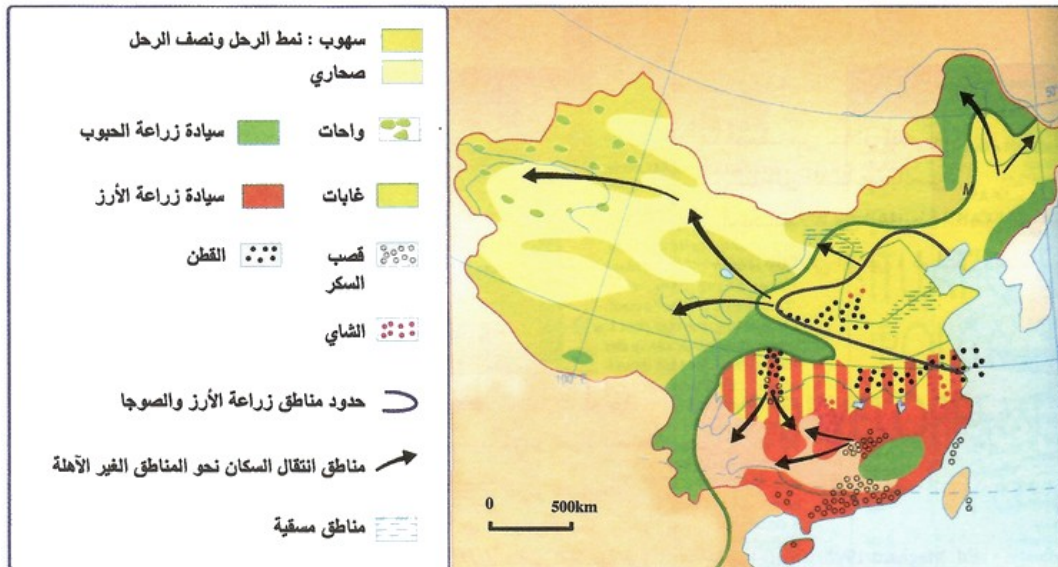 سهوب : نمط الرحل ونصف الرحل
صحاري
واحات
سيادة زراعة الحبوب
غابات
سيادة زراعة الأرز
قصب
السكر
القطن
الشاي
حدود مناطق زراعة الأرز والصوجا
مناطق انتقال السكان نحو المناطق الغير الآهلة
مناطق مسقية
0 500km